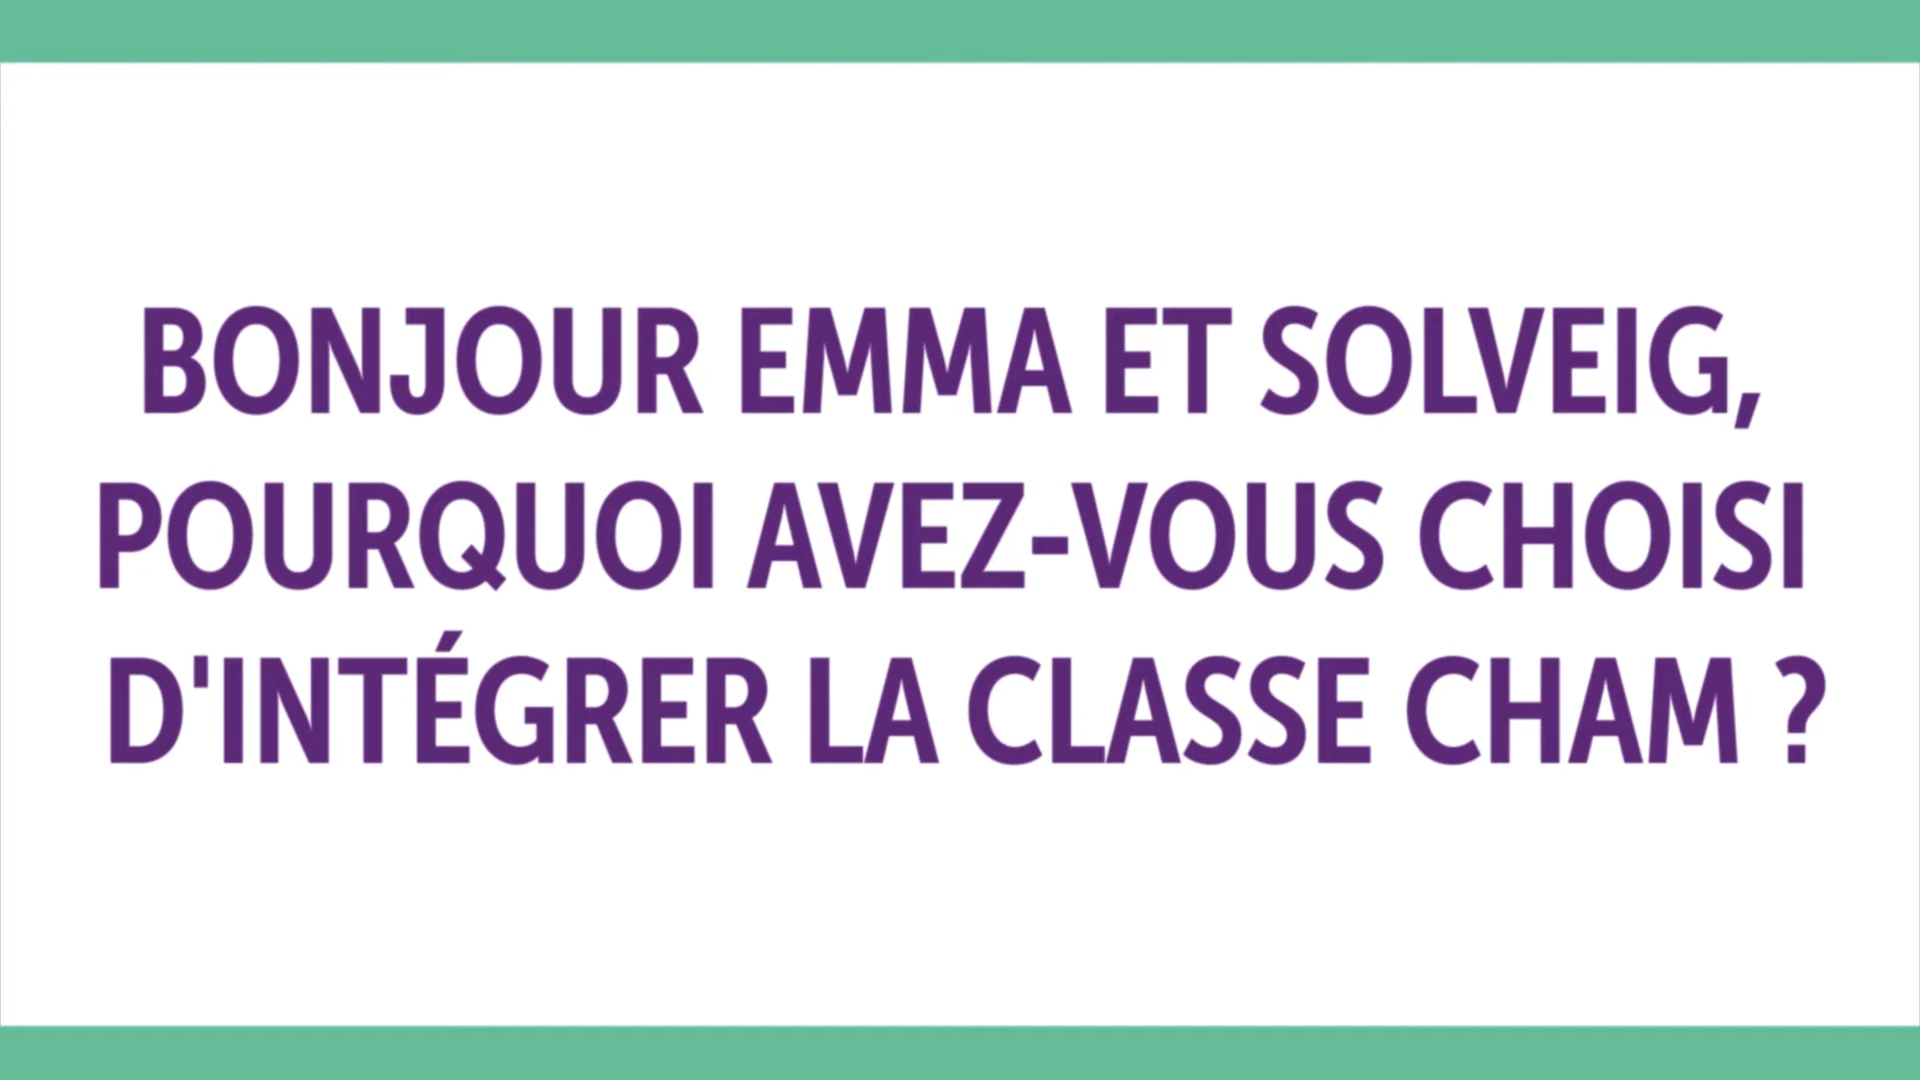 BONJOUR EMMA ET SOLVEIG,
POURQUOI AVEZ-VOUS CHOISI
D'INTÉGRER LA CLASSE CHAM ?